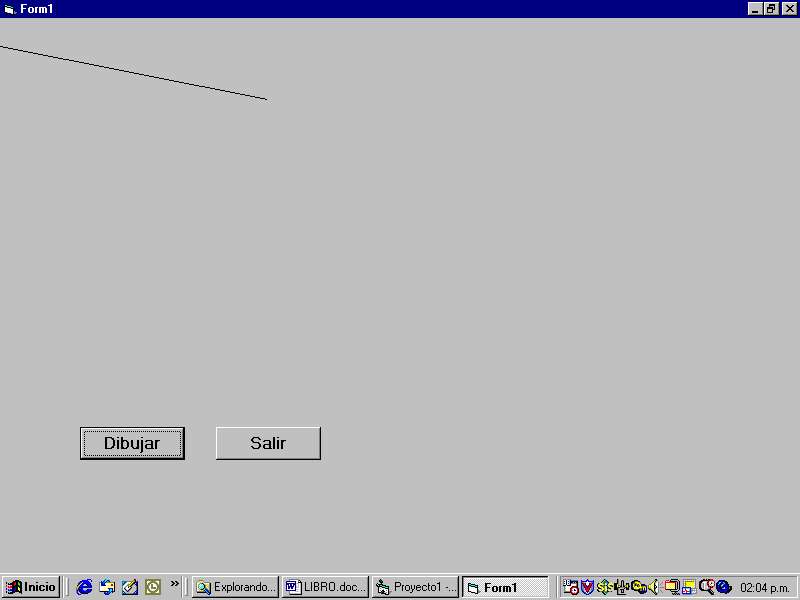 Form1
Dibujar
Salir
Inicio
»
Explorando...
LIBRO.doc...
Proyecto1 -...
Form1
02:04 p.m.